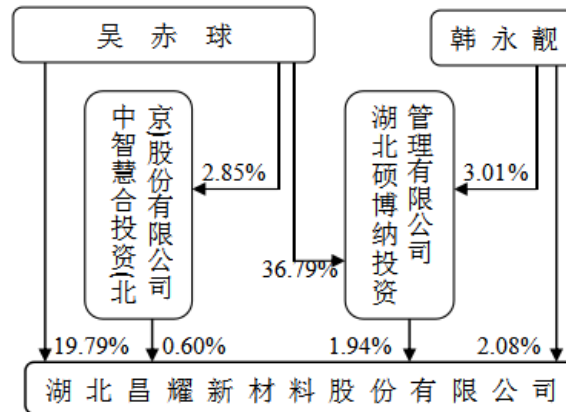 吴赤球
韩永靓
中智慧合投资(北
京)股份有限公司
湖北硕博纳投资
管理有限公司
2.85%
3.01%
36.79%
19.79%
0.60%
1.94%
2.08%
湖北昌耀新材料股份有限公司